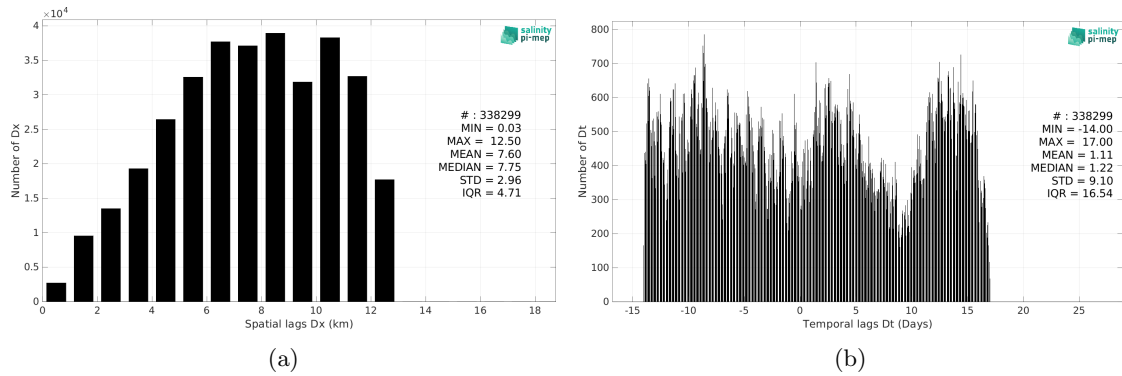 ×10⁴
4
3.5
3
2.5
2
1.5
1
0.5
0
0 2 4 6 8 10 12 14 16 18
Number of Dx
Spatial lags Dx (km)
salinity
pi-mep
# : 338299
MIN = 0.03
MAX = 12.50
MEAN = 7.60
MEDIAN = 7.75
STD = 2.96
IQR = 4.71
(a)
800
700
600
500
400
300
200
100
0
-15 -10 -5 0 5 10 15 20 25
Number of Dt
Temporal lags Dt (Days)
salinity
pi-mep
# : 338299
MIN = -14.00
MAX = 17.00
MEAN = 1.11
MEDIAN = 1.22
STD = 9.10
IQR = 16.54
(b)